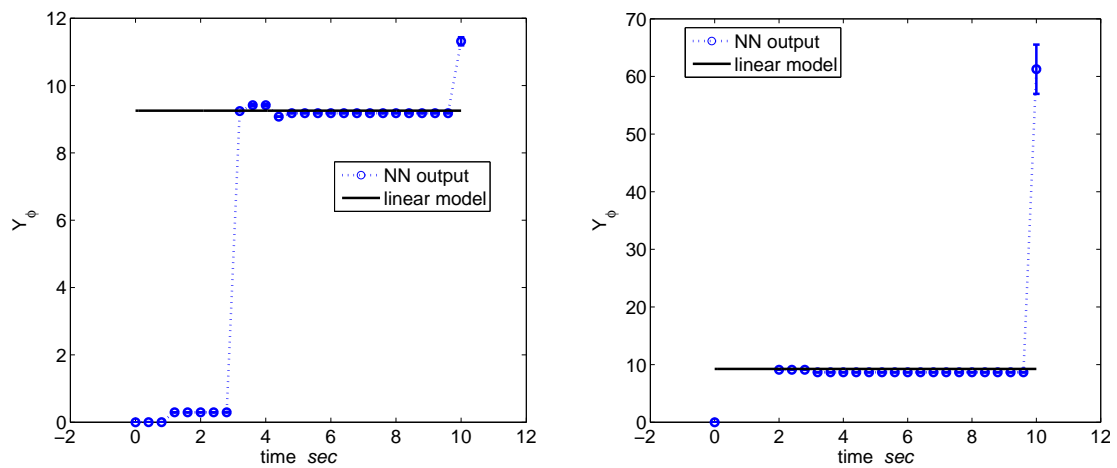 12
10
8
6
4
2
0
−2 0 2 4 6 8 10 12
time sec
Y_ϕ
NN output
linear model
70
60
50
40
30
20
10
0
−2 0 2 4 6 8 10 12
time sec
Y_ϕ
NN output
linear model